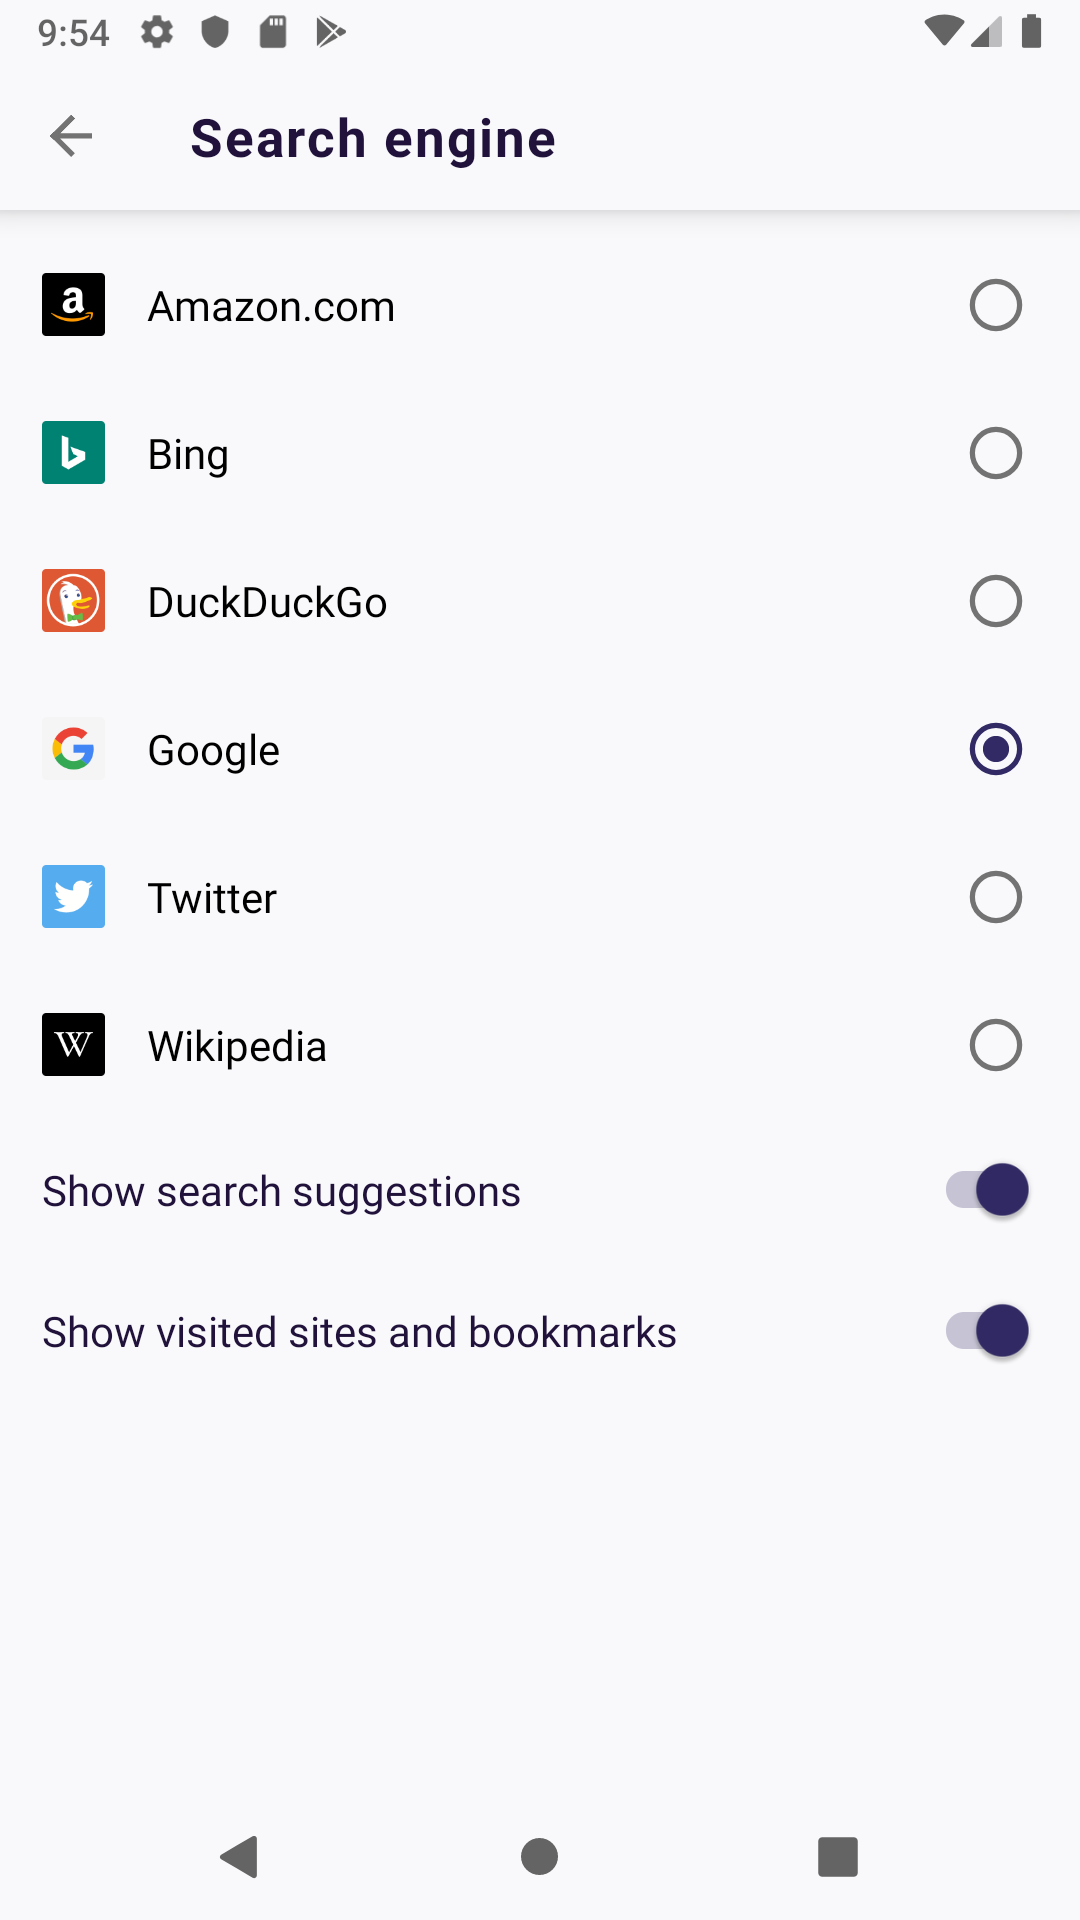 9:54
Search engine
Amazon.com
Bing
DuckDuckGo
Google
Twitter
Wikipedia
Show search suggestions
Show visited sites and bookmarks